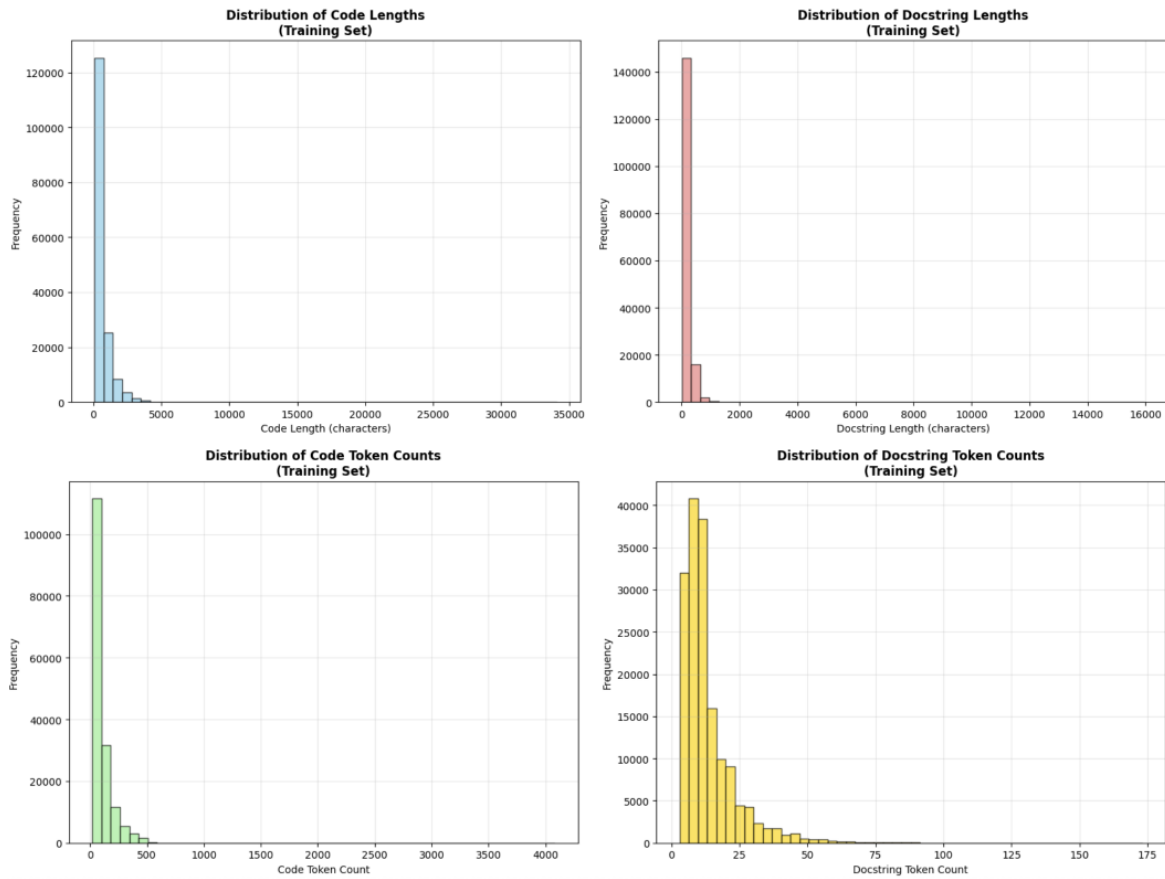 Distribution of Code Lengths
(Training Set)
120000
100000
80000
60000
40000
20000
0
Frequency
0 5000 10000 15000 20000 25000 30000 35000
Code Length (characters)
Distribution of Docstring Lengths
(Training Set)
140000
120000
100000
80000
60000
40000
20000
0
Frequency
0 2000 4000 6000 8000 10000 12000 14000 16000
Docstring Length (characters)
Distribution of Code Token Counts
(Training Set)
100000
80000
60000
40000
20000
0
Frequency
0 500 1000 1500 2000 2500 3000 3500 4000
Code Token Count
Distribution of Docstring Token Counts
(Training Set)
40000
35000
30000
25000
20000
15000
10000
5000
0
Frequency
0 25 50 75 100 125 150 175
Docstring Token Count